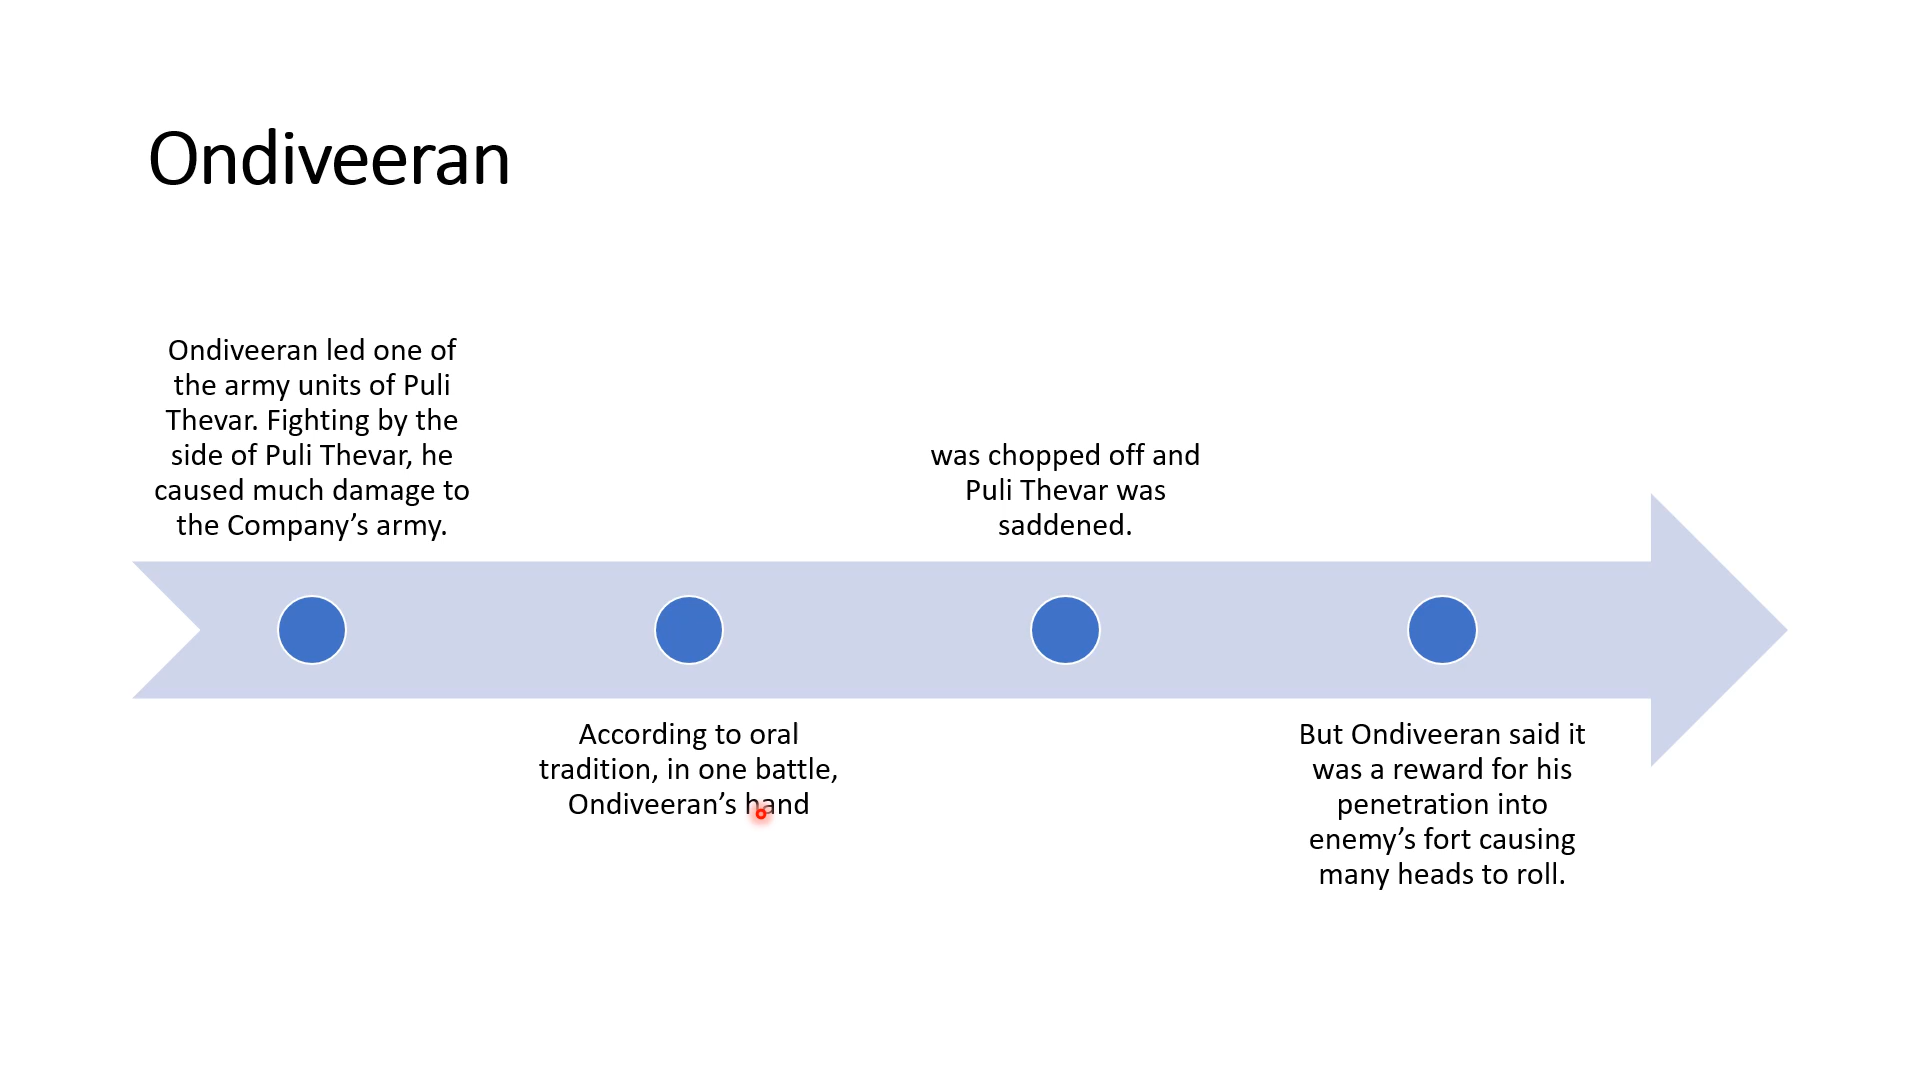 Ondiveeran
Ondiveeran led one of
the army units of Puli
Thevar. Fighting by the
side of Puli Thevar, he
caused much damage to
the Company’s army.
According to oral
tradition, in one battle,
Ondiveeran’s hand
was chopped off and
Puli Thevar was
saddened.
But Ondiveeran said it
was a reward for his
penetration into
enemy’s fort causing
many heads to roll.